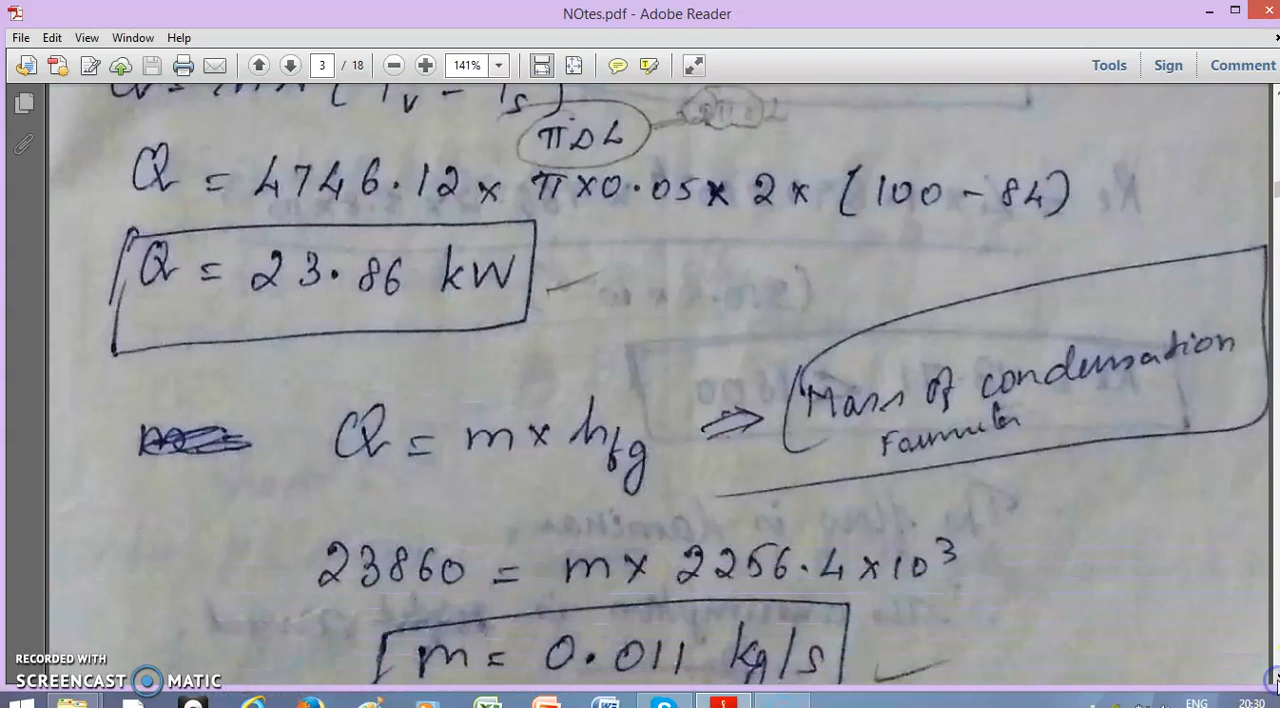 NOtes.pdf - Adobe Reader
File Edit View Window Help
3 / 18 141% Tools Sign Comment
πDL
Q = 4746.12 × π × 0.05 × 2 × (100 - 84)
Q = 23.86 kW
Q = m × hfg ⇒ Mass of condensation
Formula
23860 = m × 2256.4 × 10³
m = 0.011 kg/s
RECORDED WITH
SCREENCAST MATIC
ENG 20:30